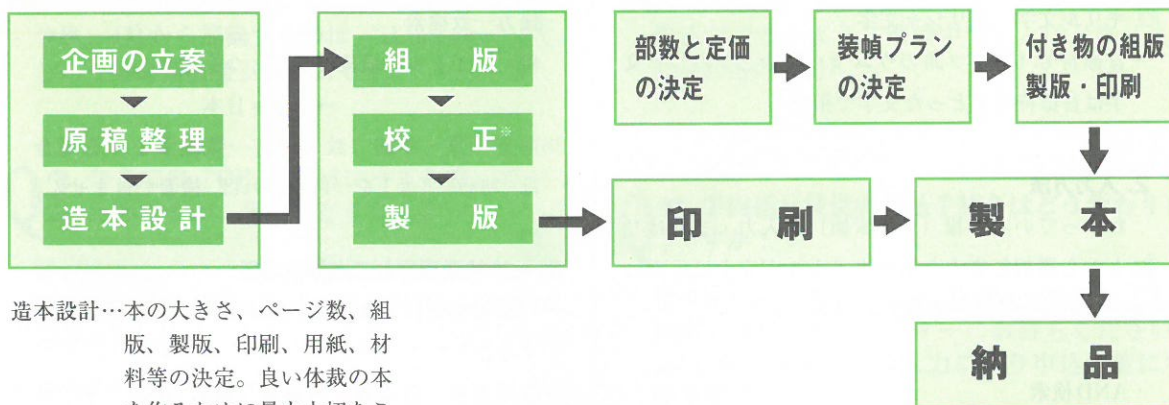 企画の立案
原稿整理
造本設計
組版
校正※
製版
部数と定価
の決定
装幀プラン
の決定
付き物の組版
製版・印刷
印刷
製本
納品
造本設計…本の大きさ、ページ数、組
版、製版、印刷、用紙、材
料等の決定。良い体裁の本